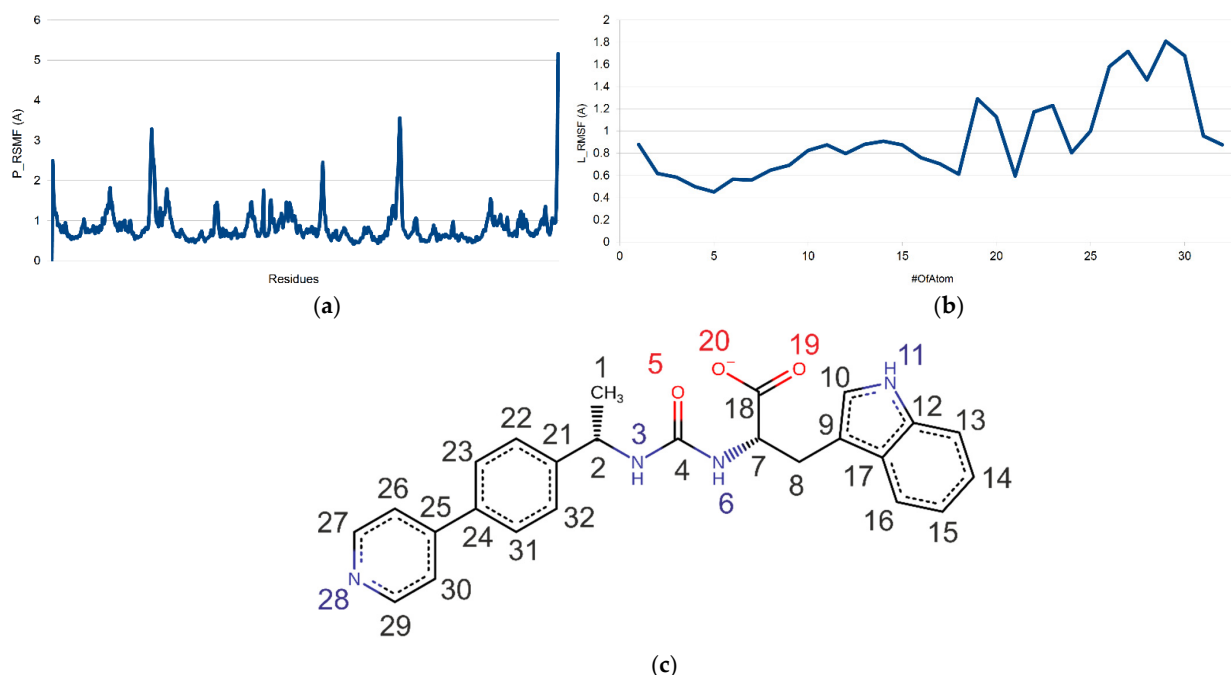 6
5
4
3
2
1
0
P_RSMF (A)
Residues
(a)
2
1.8
1.6
1.4
1.2
1
0.8
0.6
0.4
0.2
0
L_RMSF (A)
0 5 10 15 20 25 30
#OfAtom
(b)
20 19 11
1 5 O⁻ O 10 H
N
CH₃ O 18 12 13
22 21 3 9
23 N
H 4 N
H 7 17 14
26 2 6 8 16 15
27 25 32
24 31
N
28 30
29
(c)